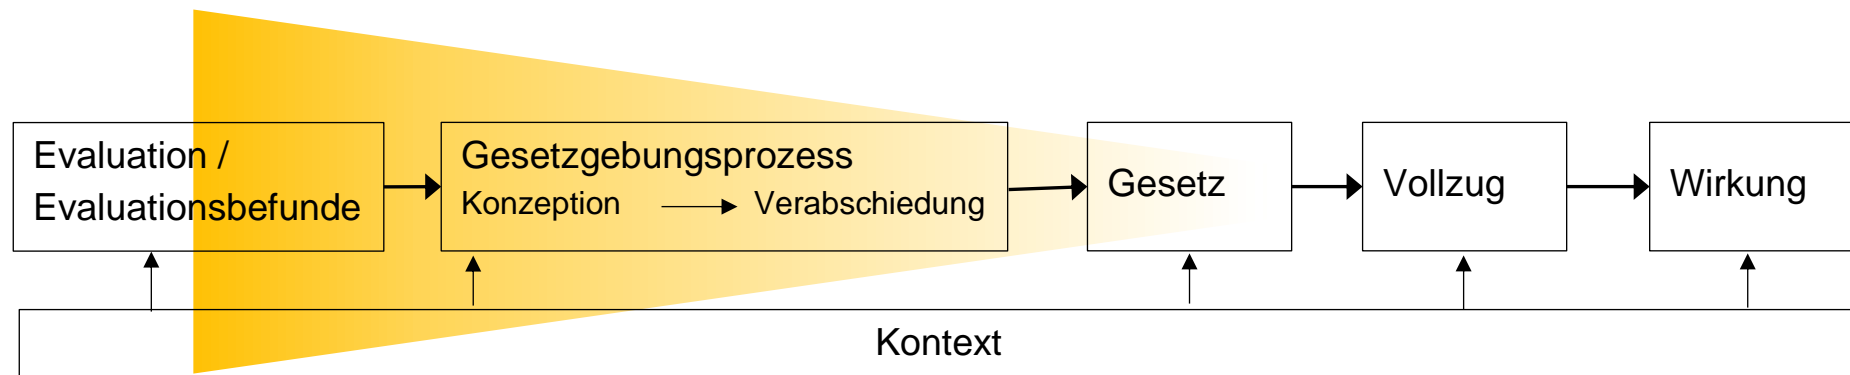 Evaluation /
Evaluationsbefunde
Gesetzgebungsprozess
Konzeption Verabschiedung
Gesetz
Vollzug
Wirkung
Kontext